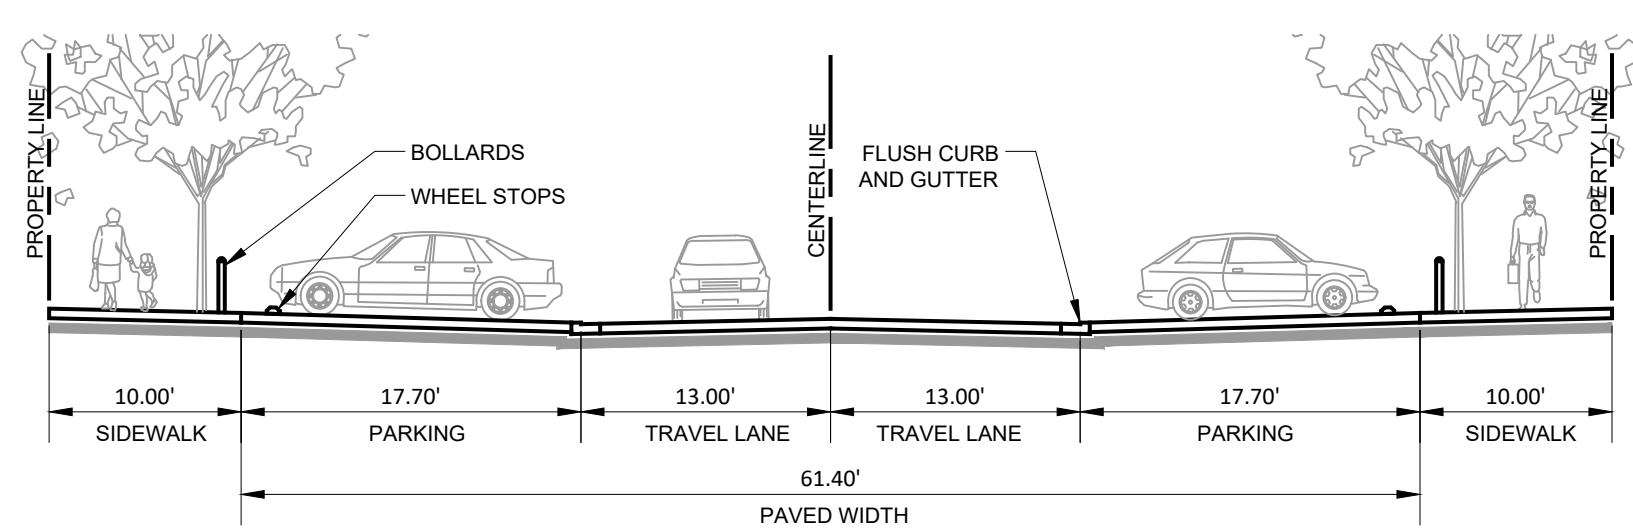 PROPERTY LINE
BOLLARDS
WHEEL STOPS
CENTERLINE
FLUSH CURB
AND GUTTER
PROPERTY LINE
10.00'
17.70'
13.00'
13.00'
17.70'
10.00'
SIDEWALK
PARKING
TRAVEL LANE
TRAVEL LANE
PARKING
SIDEWALK
61.40'
PAVED WIDTH